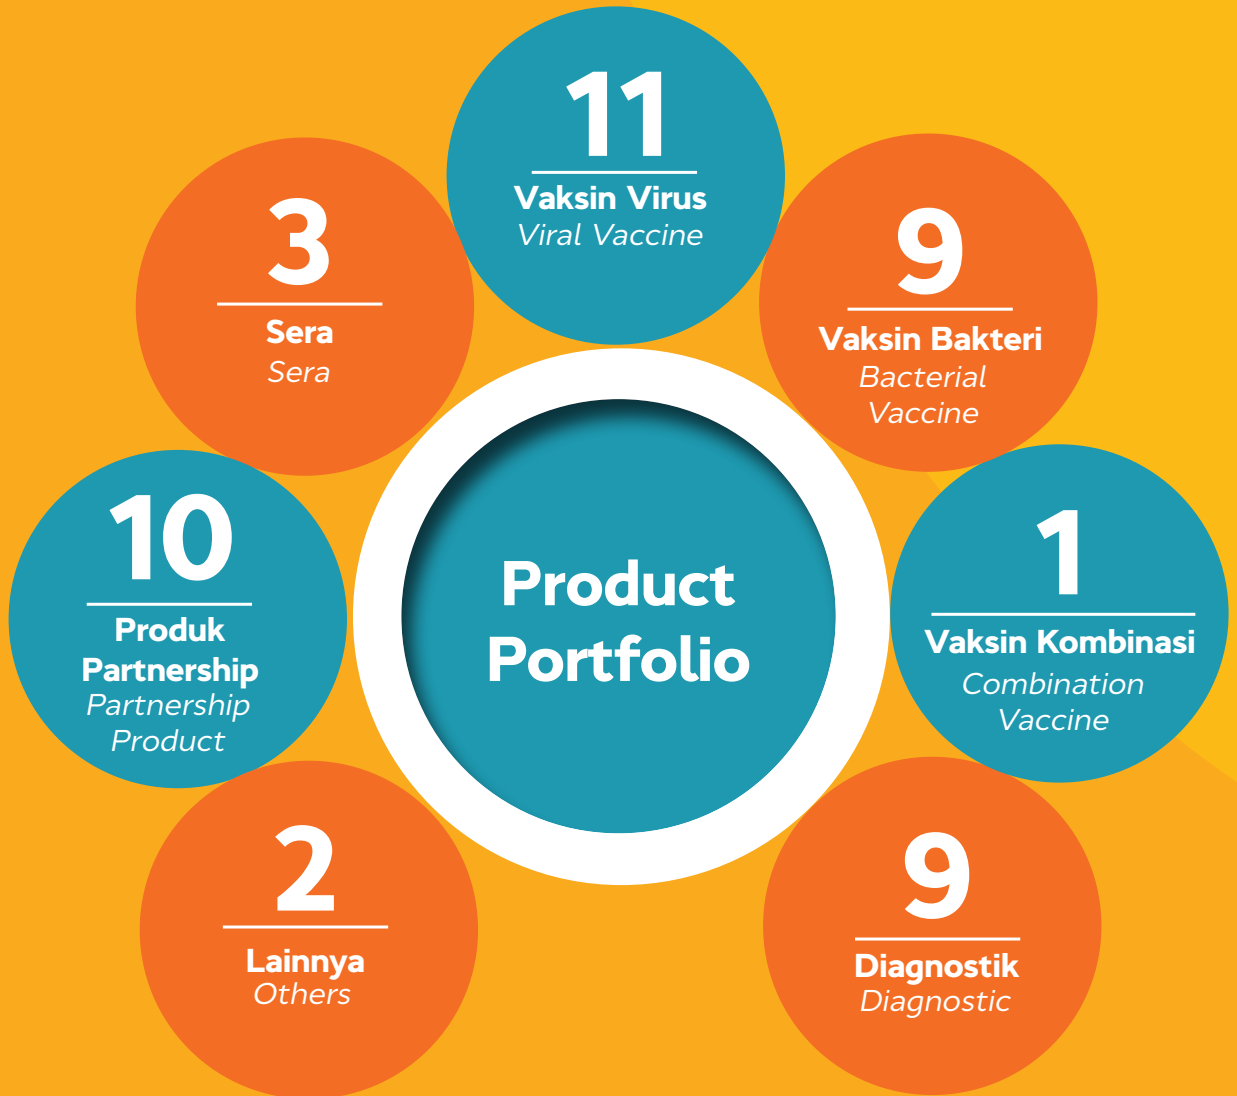 11
Vaksin Virus
Viral Vaccine
3
Sera
Sera
9
Vaksin Bakteri
Bacterial
Vaccine
10
Produk
Partnership
Partnership
Product
Product
Portfolio
1
Vaksin Kombinasi
Combination
Vaccine
2
Lainnya
Others
9
Diagnostik
Diagnostic